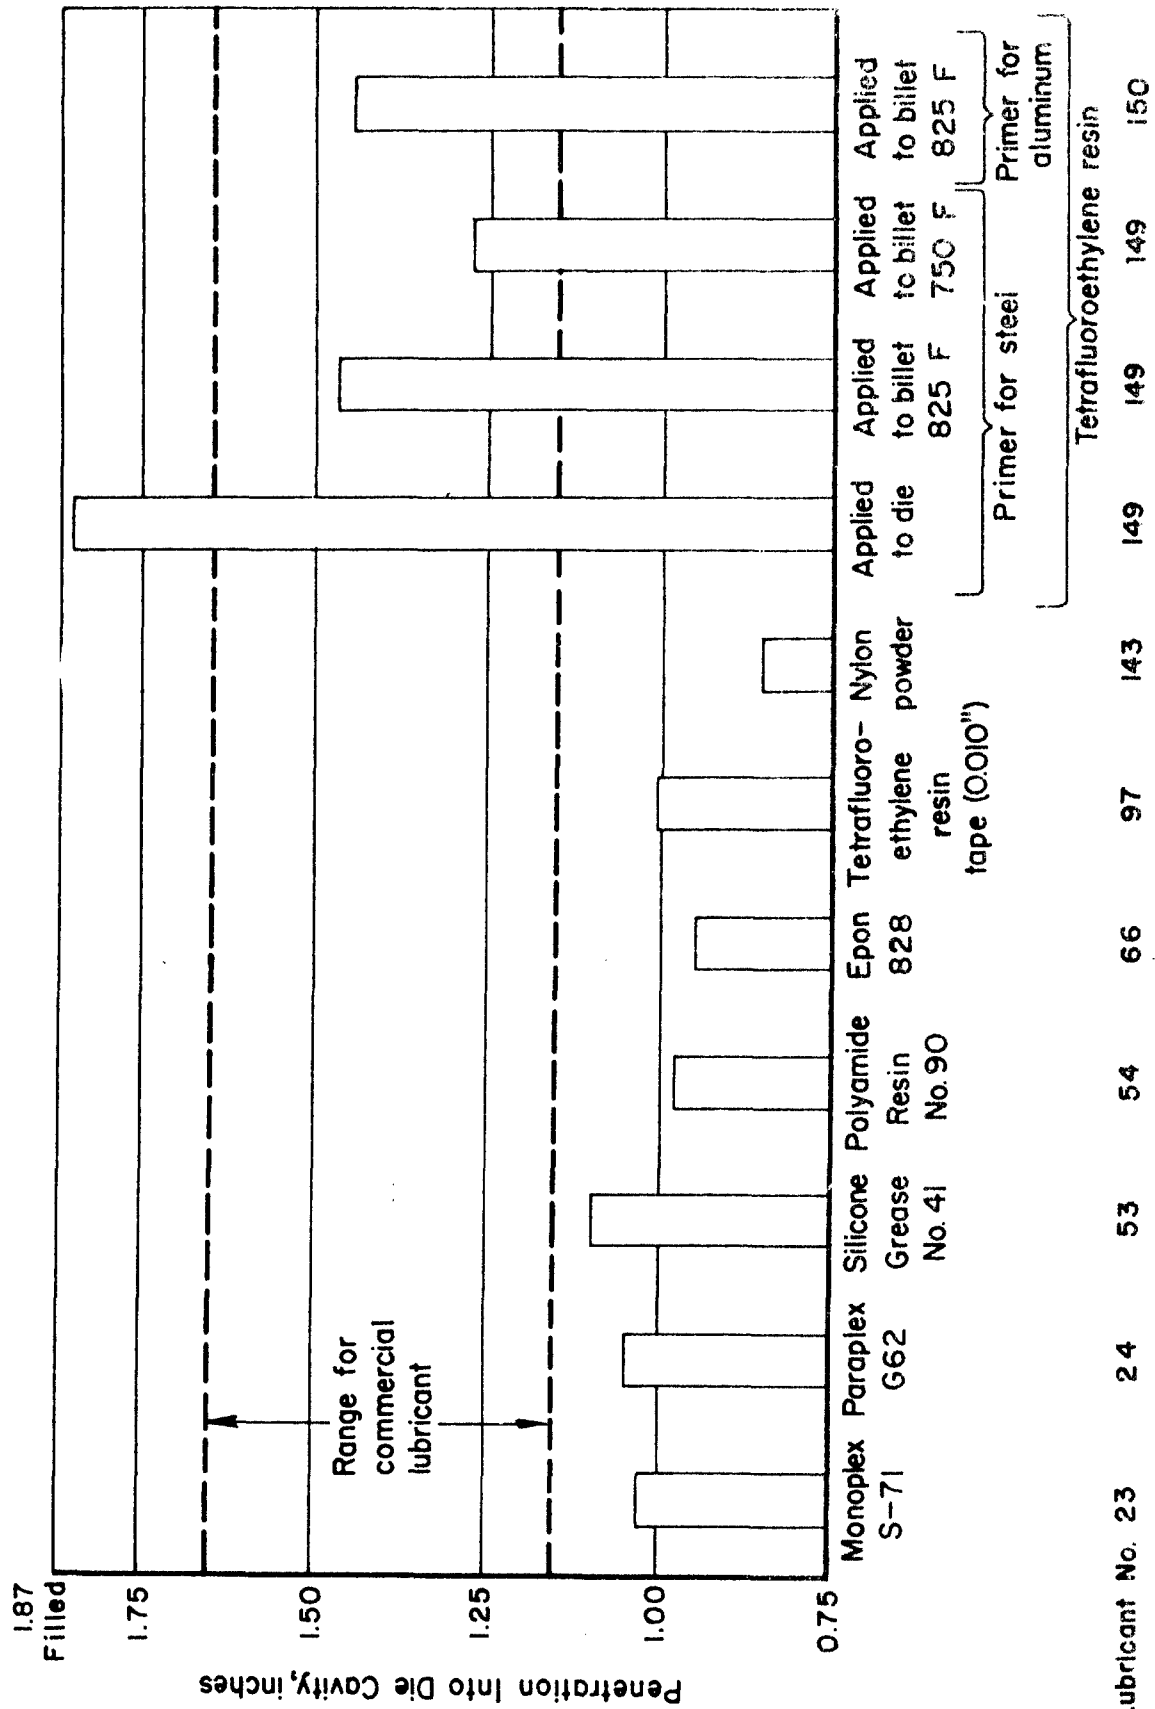 Penetration Into Die Cavity, inches
1.87
Filled
1.75
1.50
1.25
1.00
0.75
Range for
commercial
lubricant
Monoplex
S-71
Paraplex
G62
Silicone
Grease
No. 41
Polyamide
Resin
No. 90
Epon
828
Tetrafluoro-
ethylene
resin
tape (0.010")
Nylon
powder
Applied
to die
Applied
to billet
825 F
Applied
to billet
750 F
Applied
to billet
825 F
Primer for steel
Primer for
aluminum
Tetrafluoroethylene resin
ubricant No. 23 24 53 54 66 97 143 149 149 149 150